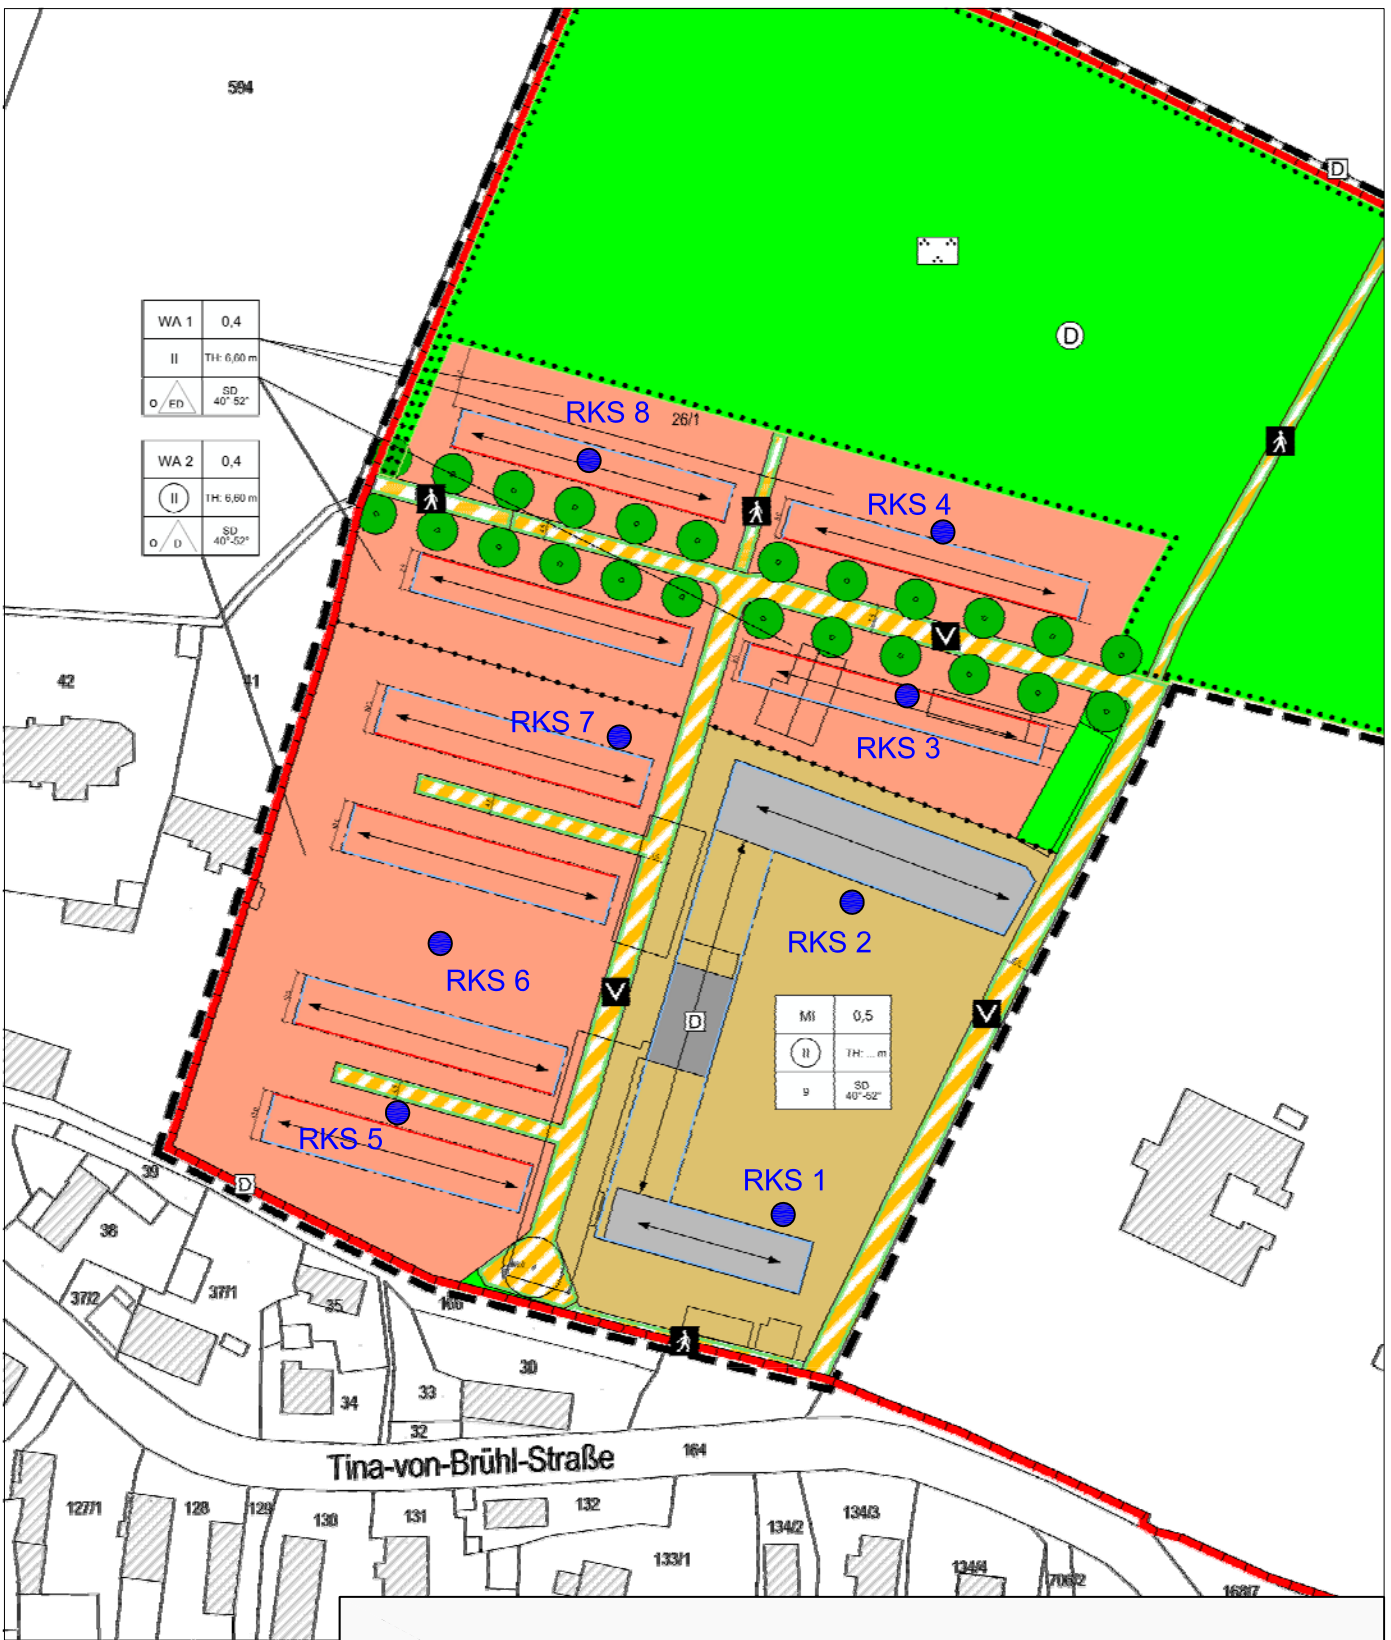 594
D
D
WA 1 0,4
II TH: 6,60 m
o ED SD
40° 52°
RKS 8
26/1
WA 2 0,4
II TH: 6,60 m
o D SD
40°-52°
RKS 4
42
41
RKS 7
RKS 3
RKS 2
RKS 6
D
MI 0,5
II TH: ... m
g SD
40°-52°
RKS 5
39
D
RKS 1
38
37/2
37/1
35
166
30
34
33
32
Tina-von-Brühl-Straße
164
127/1
128
129
130
131
132
133/1
134/2
134/3
134/4
706/2
168/7